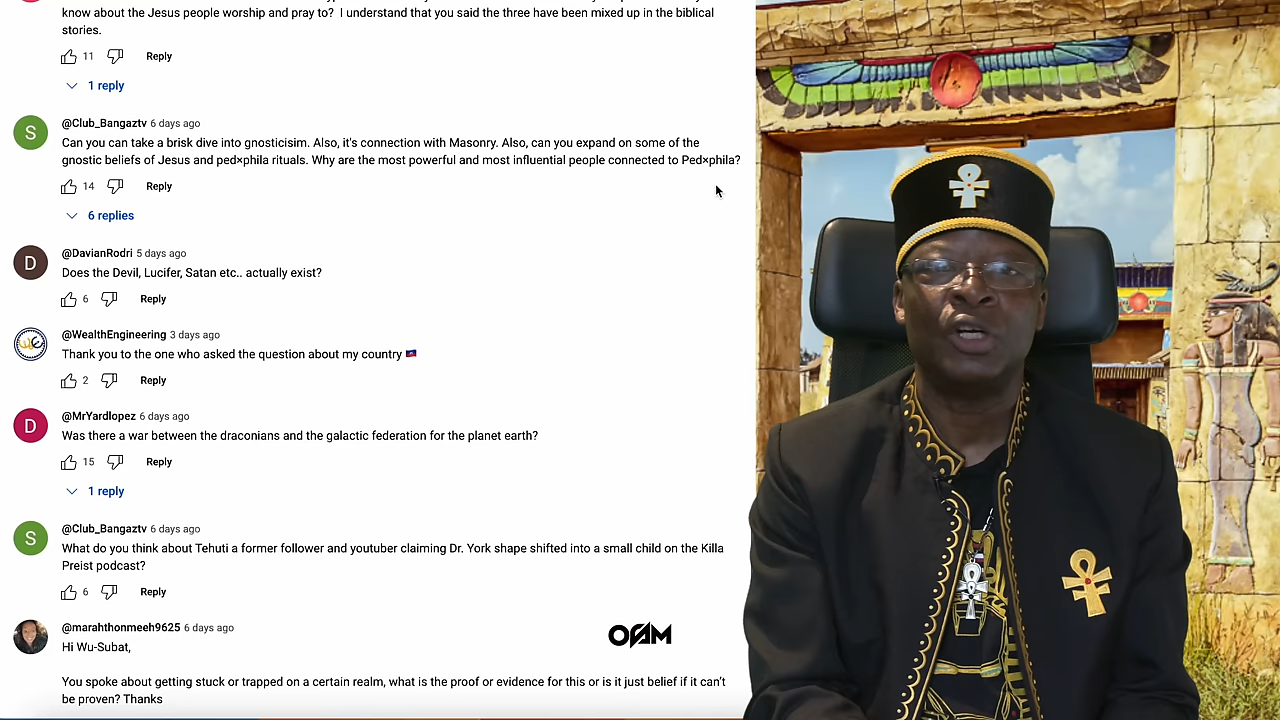 know about the Jesus people worship and pray to? I understand that you said the three have been mixed up in the biblical
stories.
11 Reply
1 reply
S
@Club_Bangaztv 6 days ago
Can you can take a brisk dive into gnosticisim. Also, it's connection with Masonry. Also, can you expand on some of the
gnostic beliefs of Jesus and ped×phila rituals. Why are the most powerful and most influential people connected to Ped×phila?
14 Reply
6 replies
D
@DavianRodri 5 days ago
Does the Devil, Lucifer, Satan etc.. actually exist?
6 Reply
@WealthEngineering 3 days ago
Thank you to the one who asked the question about my country
2 Reply
D
@MrYardlopez 6 days ago
Was there a war between the draconians and the galactic federation for the planet earth?
15 Reply
1 reply
S
@Club_Bangaztv 6 days ago
What do you think about Tehuti a former follower and youtuber claiming Dr. York shape shifted into a small child on the Killa
Preist podcast?
6 Reply
@marahthonmeeh9625 6 days ago
Hi Wu-Subat,
You spoke about getting stuck or trapped on a certain realm, what is the proof or evidence for this or is it just belief if it can't
be proven? Thanks